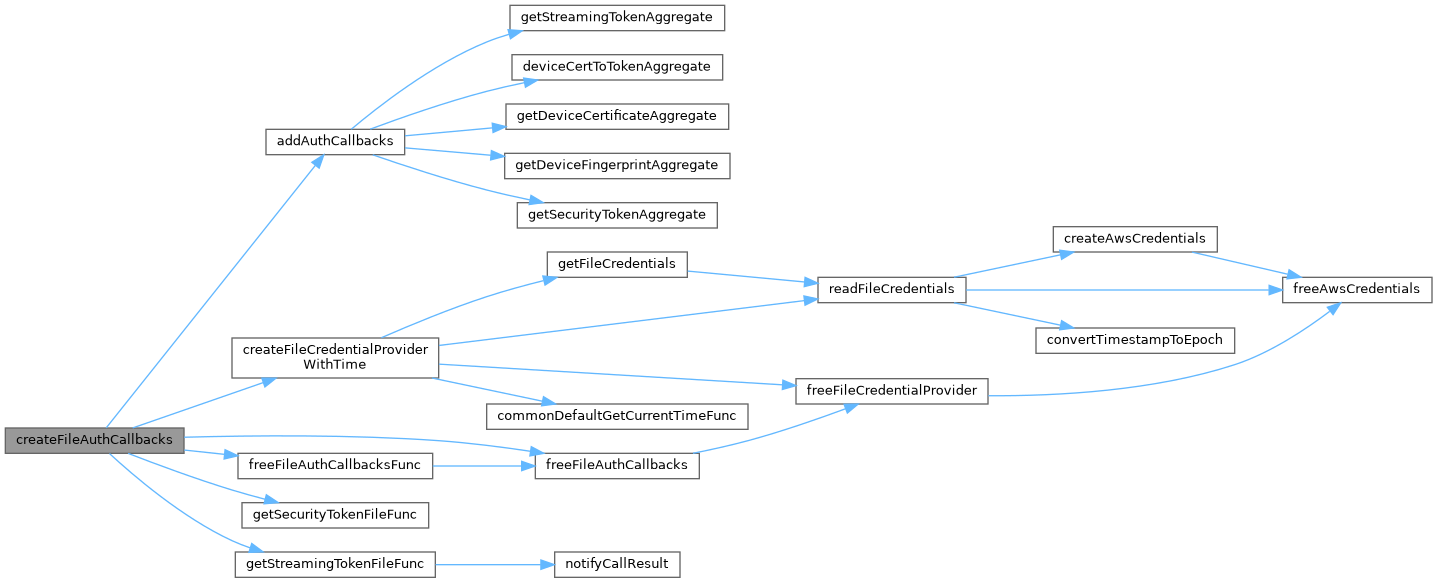 getStreamingTokenAggregate
deviceCertToTokenAggregate
getDeviceCertificateAggregate
addAuthCallbacks
getDeviceFingerprintAggregate
getSecurityTokenAggregate
createAwsCredentials
getFileCredentials
readFileCredentials
freeAwsCredentials
convertTimestampToEpoch
createFileCredentialProvider
WithTime
freeFileCredentialProvider
commonDefaultGetCurrentTimeFunc
createFileAuthCallbacks
freeFileAuthCallbacksFunc
freeFileAuthCallbacks
getSecurityTokenFileFunc
getStreamingTokenFileFunc
notifyCallResult